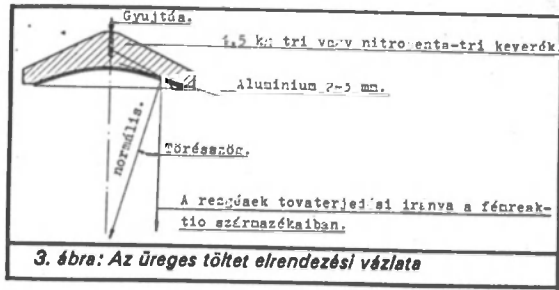 Gyujtás.
1,5 kg tri vagy nitropenta-tri keverék.
Aluminium 2-5 mm.
normális.
Törésszög.
A rezgések tovaterjedési iránya a fémreak-
tio származékaiban.
3. ábra: Az üreges töltet elrendezési vázlata